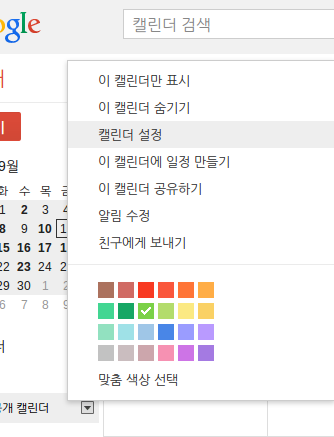 ogle
캘린더 검색
이 캘린더만 표시
이 캘린더 숨기기
캘린더 설정
이 캘린더에 일정 만들기
이 캘린더 공유하기
알림 수정
친구에게 보내기
맞춤 색상 선택
9월
화 수 목 금
1 2 3 4
8 9 10 1
15 16 17 1
22 23 24 2
29 30 1 2
6 7 8 9
개 캘린더